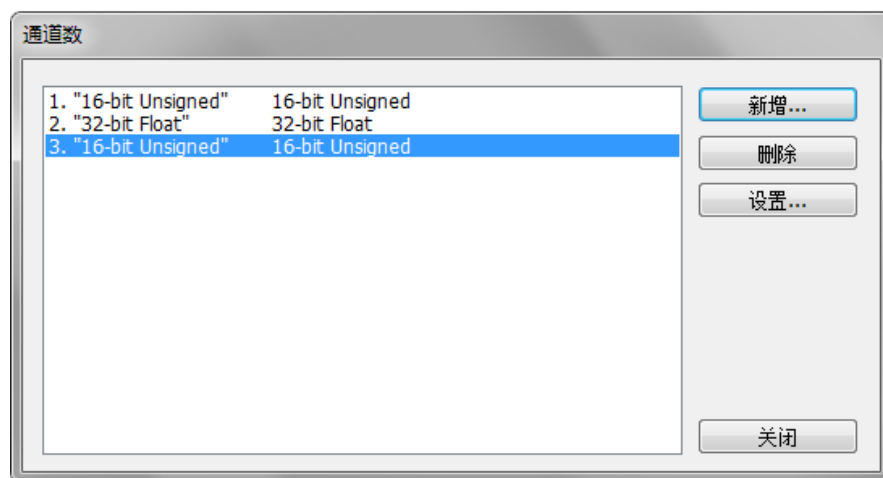 通道数
1. "16-bit Unsigned" 16-bit Unsigned
2. "32-bit Float" 32-bit Float
3. "16-bit Unsigned" 16-bit Unsigned
新增...
删除
设置...
关闭